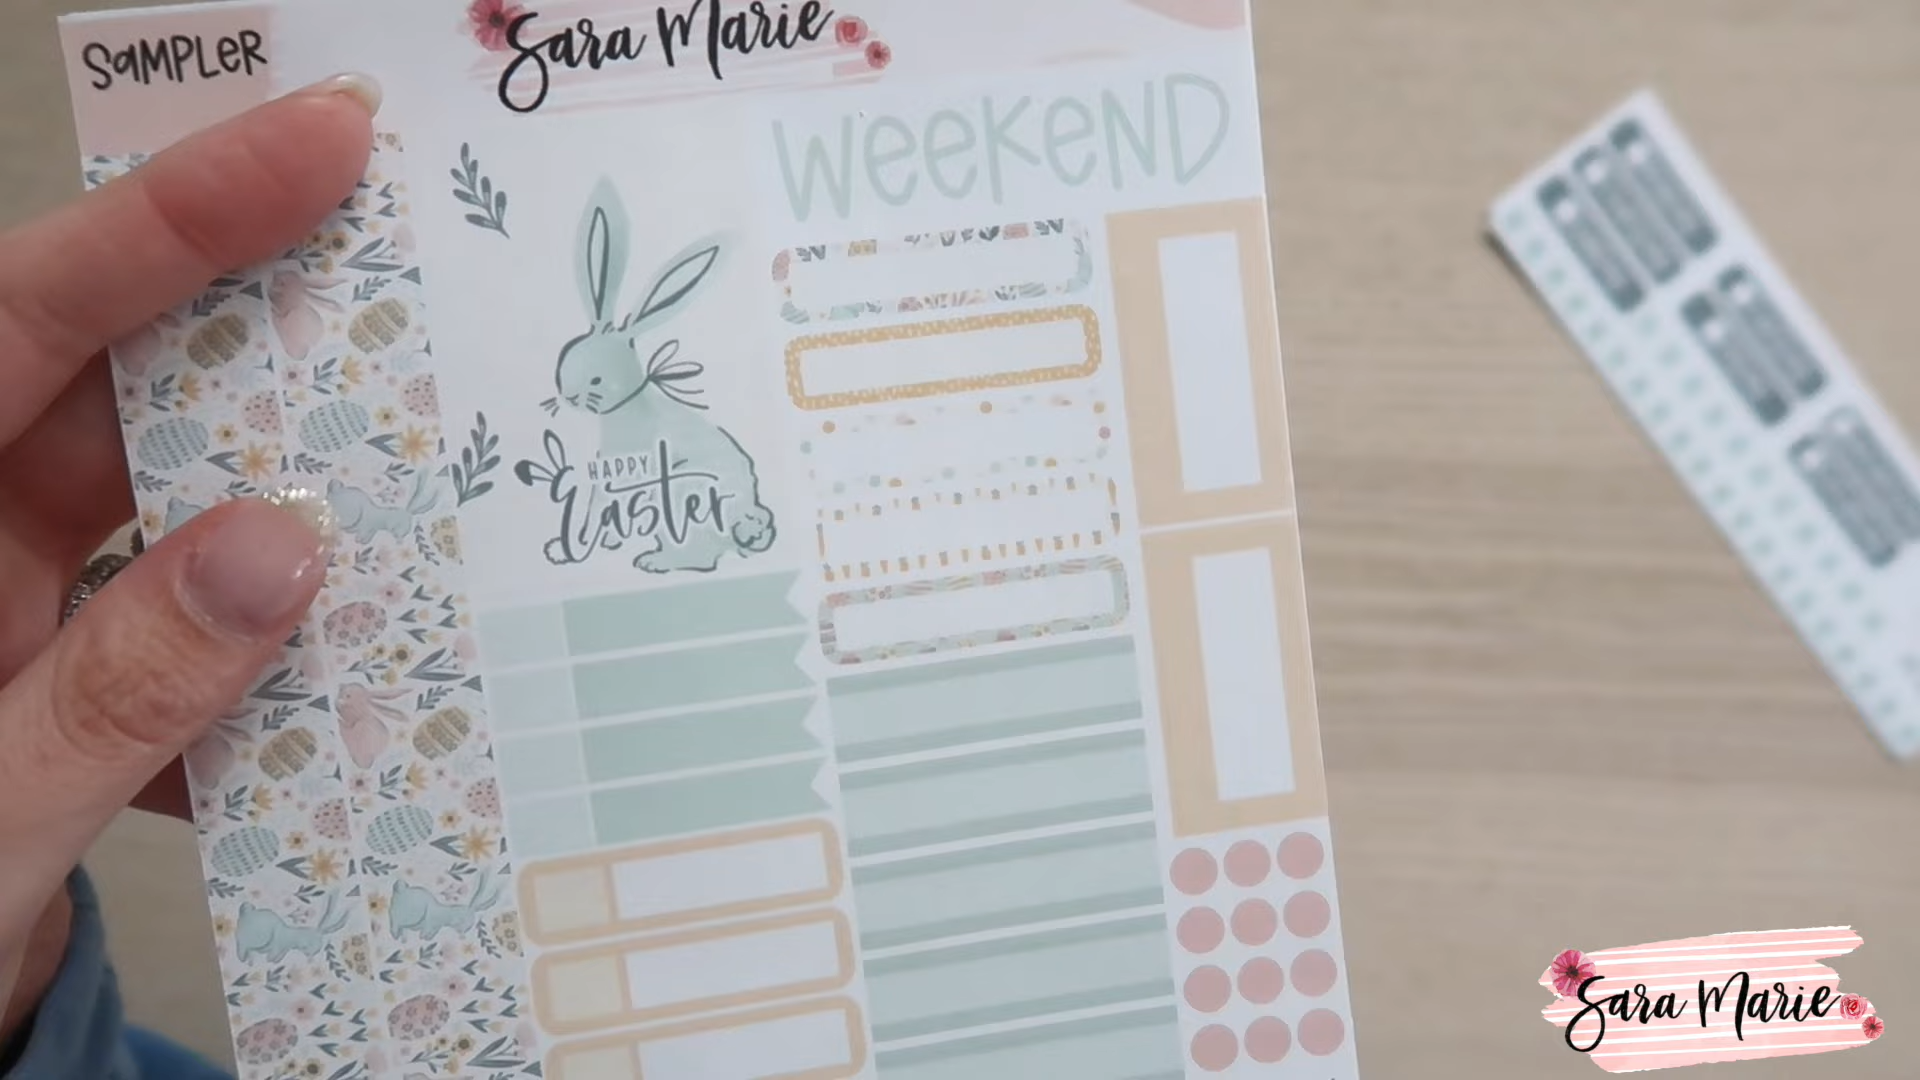 SAMPLER
Sara Marie
WEEKEND
HAPPY
Easter
Sara Marie